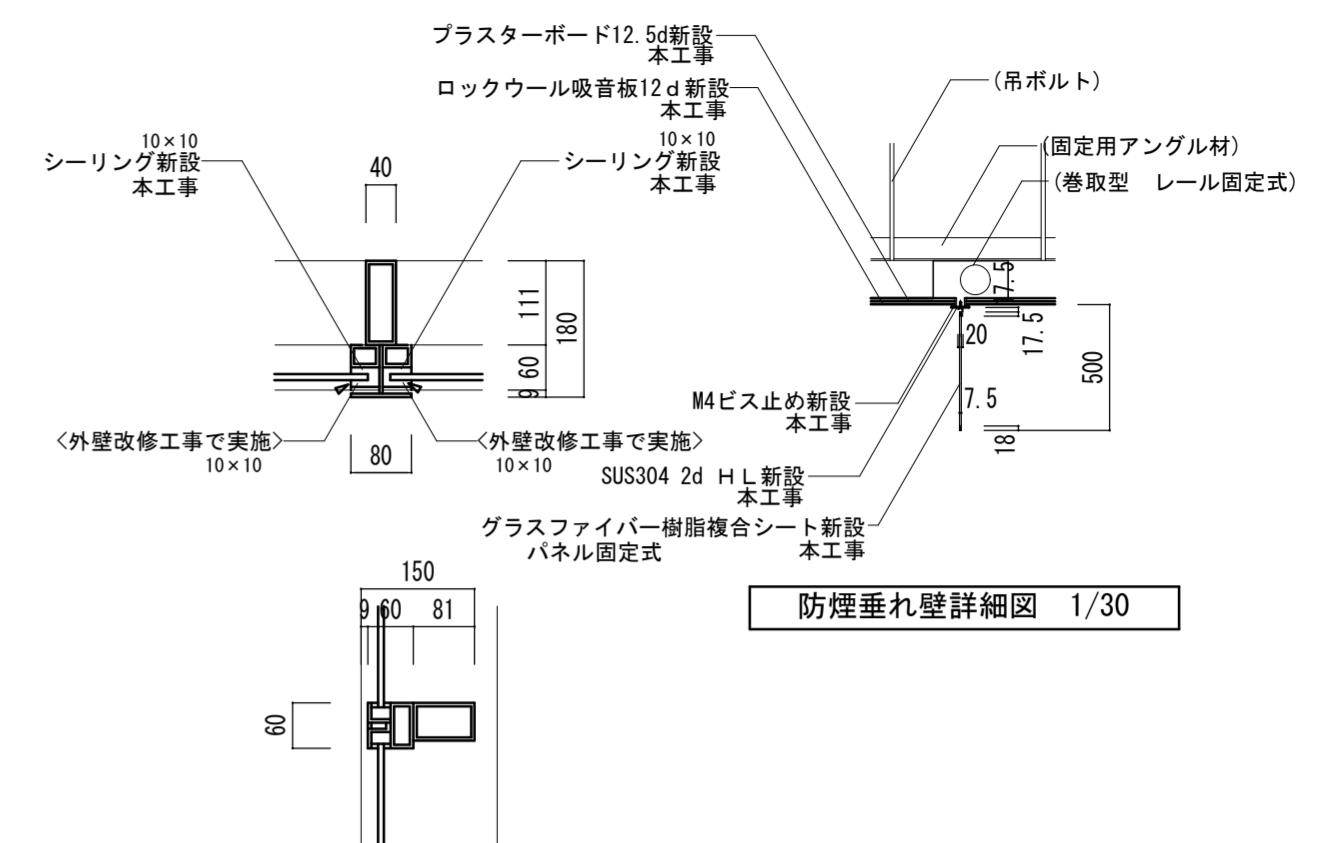 プラスターボード12.5d新設
本工事
ロックウール吸音板12ｄ新設
本工事
10×10
シーリング新設
本工事
40
10×10
シーリング新設
本工事
111
60
9
180
80
<外壁改修工事で実施>
10×10
<外壁改修工事で実施>
10×10
(吊ボルト)
(固定用アングル材)
(巻取型　レール固定式)
7.5
17.5
20
500
7.5
18
M4ビス止め新設
本工事
SUS304 2d ＨＬ新設
本工事
グラスファイバー樹脂複合シート新設
パネル固定式 本工事
防煙垂れ壁詳細図　1/30
150
9 60 81
60